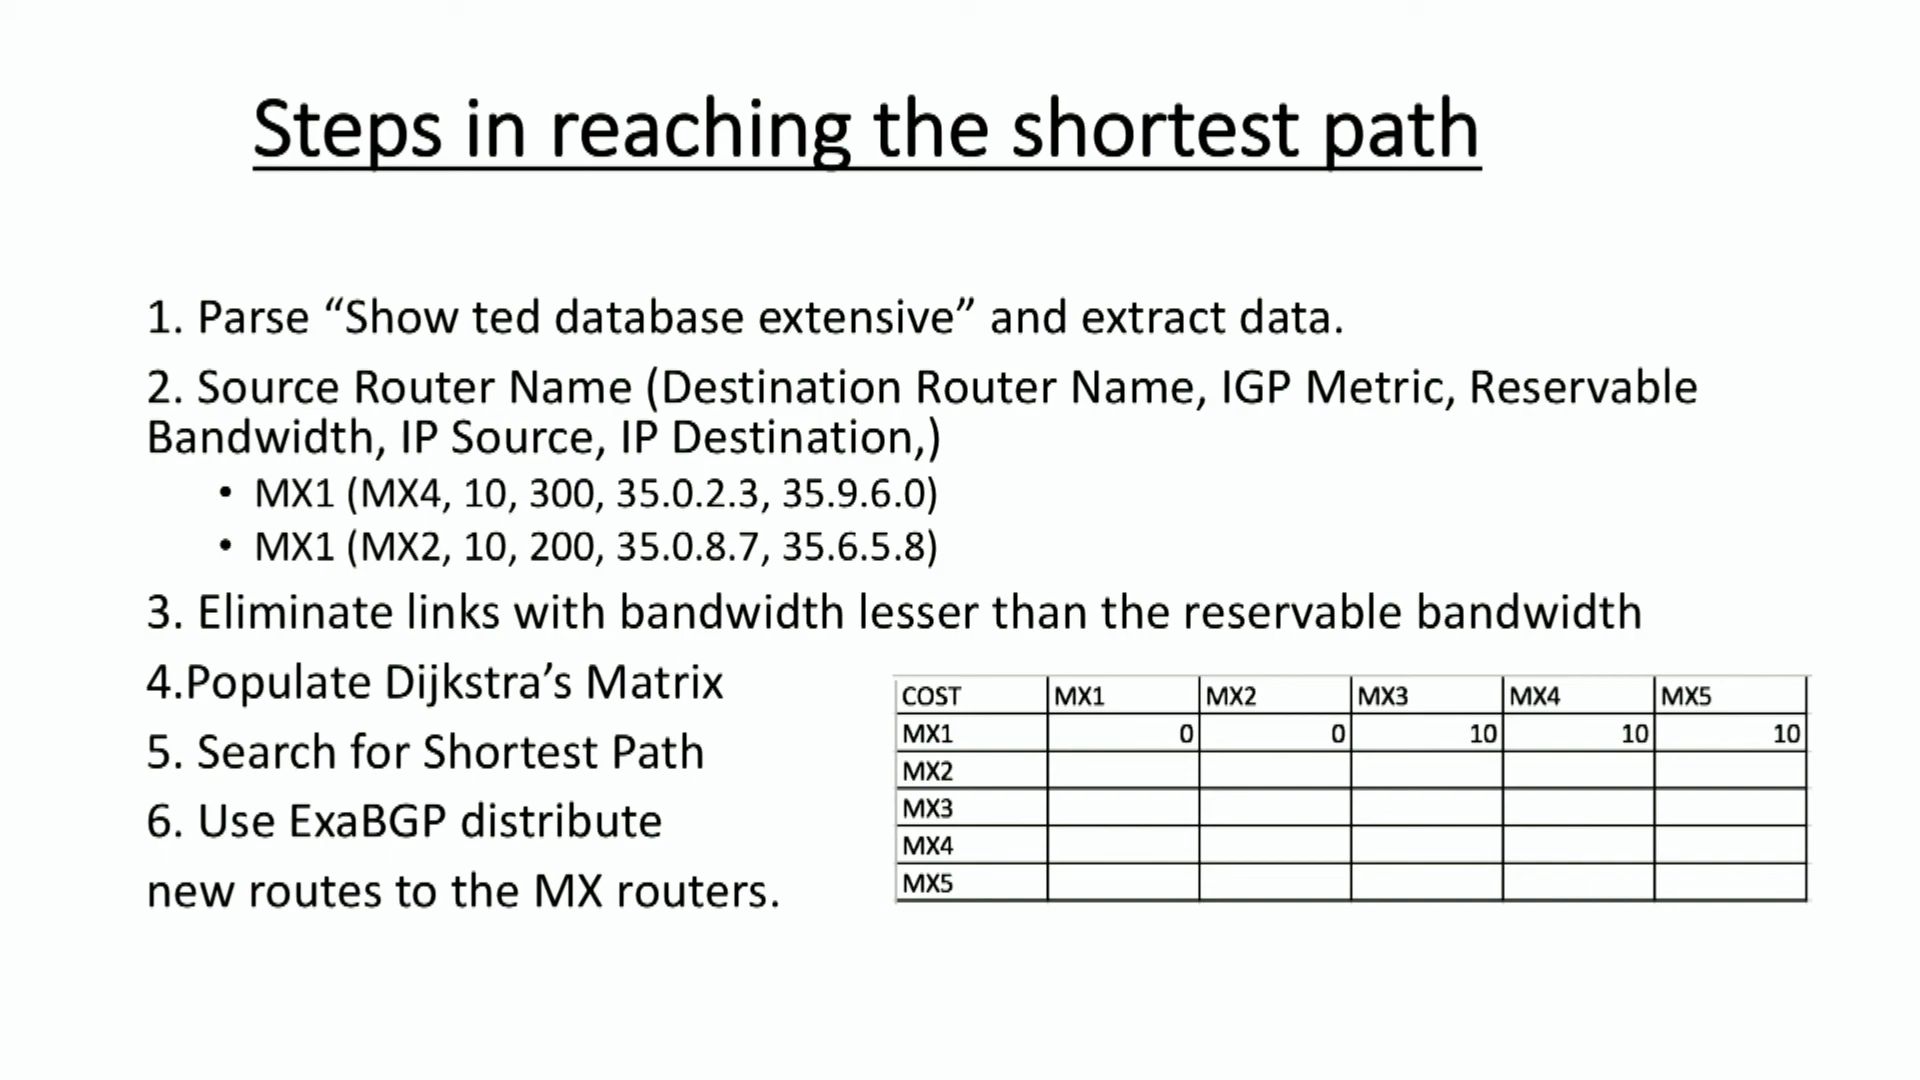 Steps in reaching the shortest path
1. Parse “Show ted database extensive” and extract data.
2. Source Router Name (Destination Router Name, IGP Metric, Reservable
Bandwidth, IP Source, IP Destination,)
• MX1 (MX4, 10, 300, 35.0.2.3, 35.9.6.0)
• MX1 (MX2, 10, 200, 35.0.8.7, 35.6.5.8)
3. Eliminate links with bandwidth lesser than the reservable bandwidth
4.Populate Dijkstra’s Matrix
5. Search for Shortest Path
6. Use ExaBGP distribute
new routes to the MX routers.
COST MX1 MX2 MX3 MX4 MX5
MX1 0 0 10 10 10
MX2
MX3
MX4
MX5